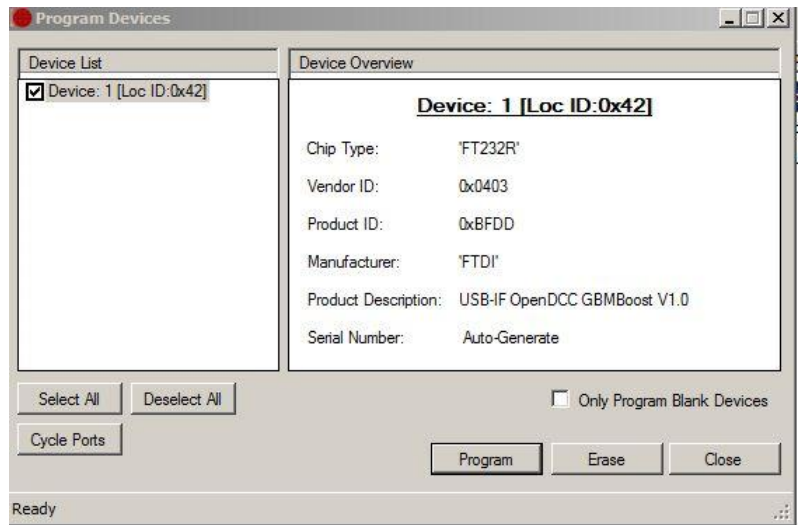 Program Devices
Device List
Device: 1 [Loc ID:0x42]
Device Overview
Device: 1 [Loc ID:0x42]
Chip Type: 'FT232R'
Vendor ID: 0x0403
Product ID: 0xBFDD
Manufacturer: 'FTDI'
Product Description: USB-IF OpenDCC GBMBoost V1.0
Serial Number: Auto-Generate
Select All Deselect All Only Program Blank Devices
Cycle Ports
Program Erase Close
Ready